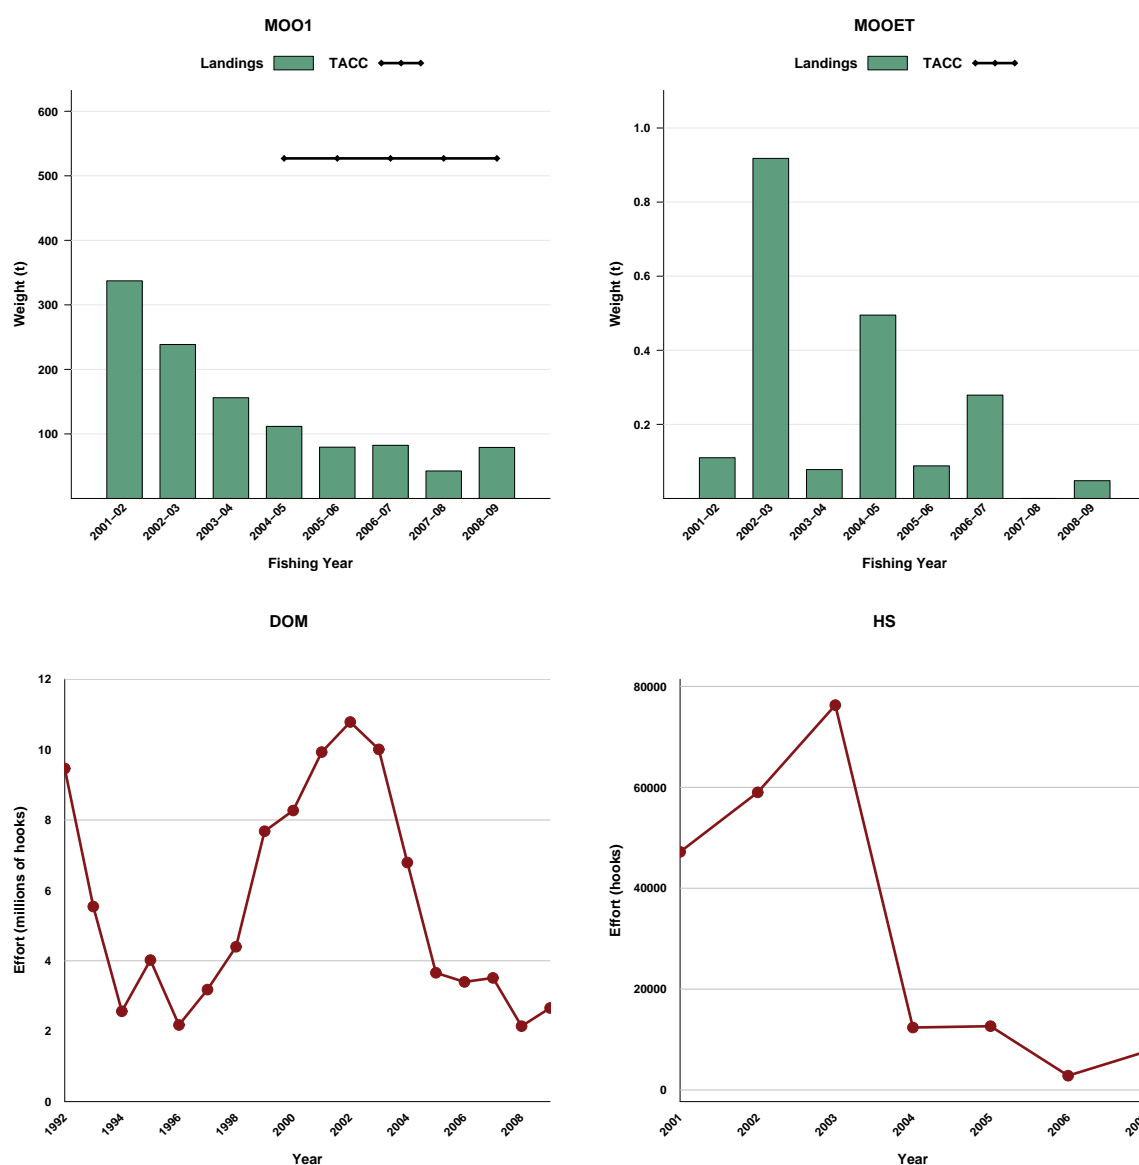 MOO1
Landings TACC
600
500
400
300
200
100
Weight (t)
2001–02 2002–03 2003–04 2004–05 2005–06 2006–07 2007–08 2008–09
Fishing Year
MOOET
Landings TACC
1.0
0.8
0.6
0.4
0.2
Weight (t)
2001–02 2002–03 2003–04 2004–05 2005–06 2006–07 2007–08 2008–09
Fishing Year
DOM
12
10
8
6
4
2
0
Effort (millions of hooks)
1992 1994 1996 1998 2000 2002 2004 2006 2008
Year
HS
80000
60000
40000
20000
0
Effort (hooks)
2001 2002 2003 2004 2005 2006
Year